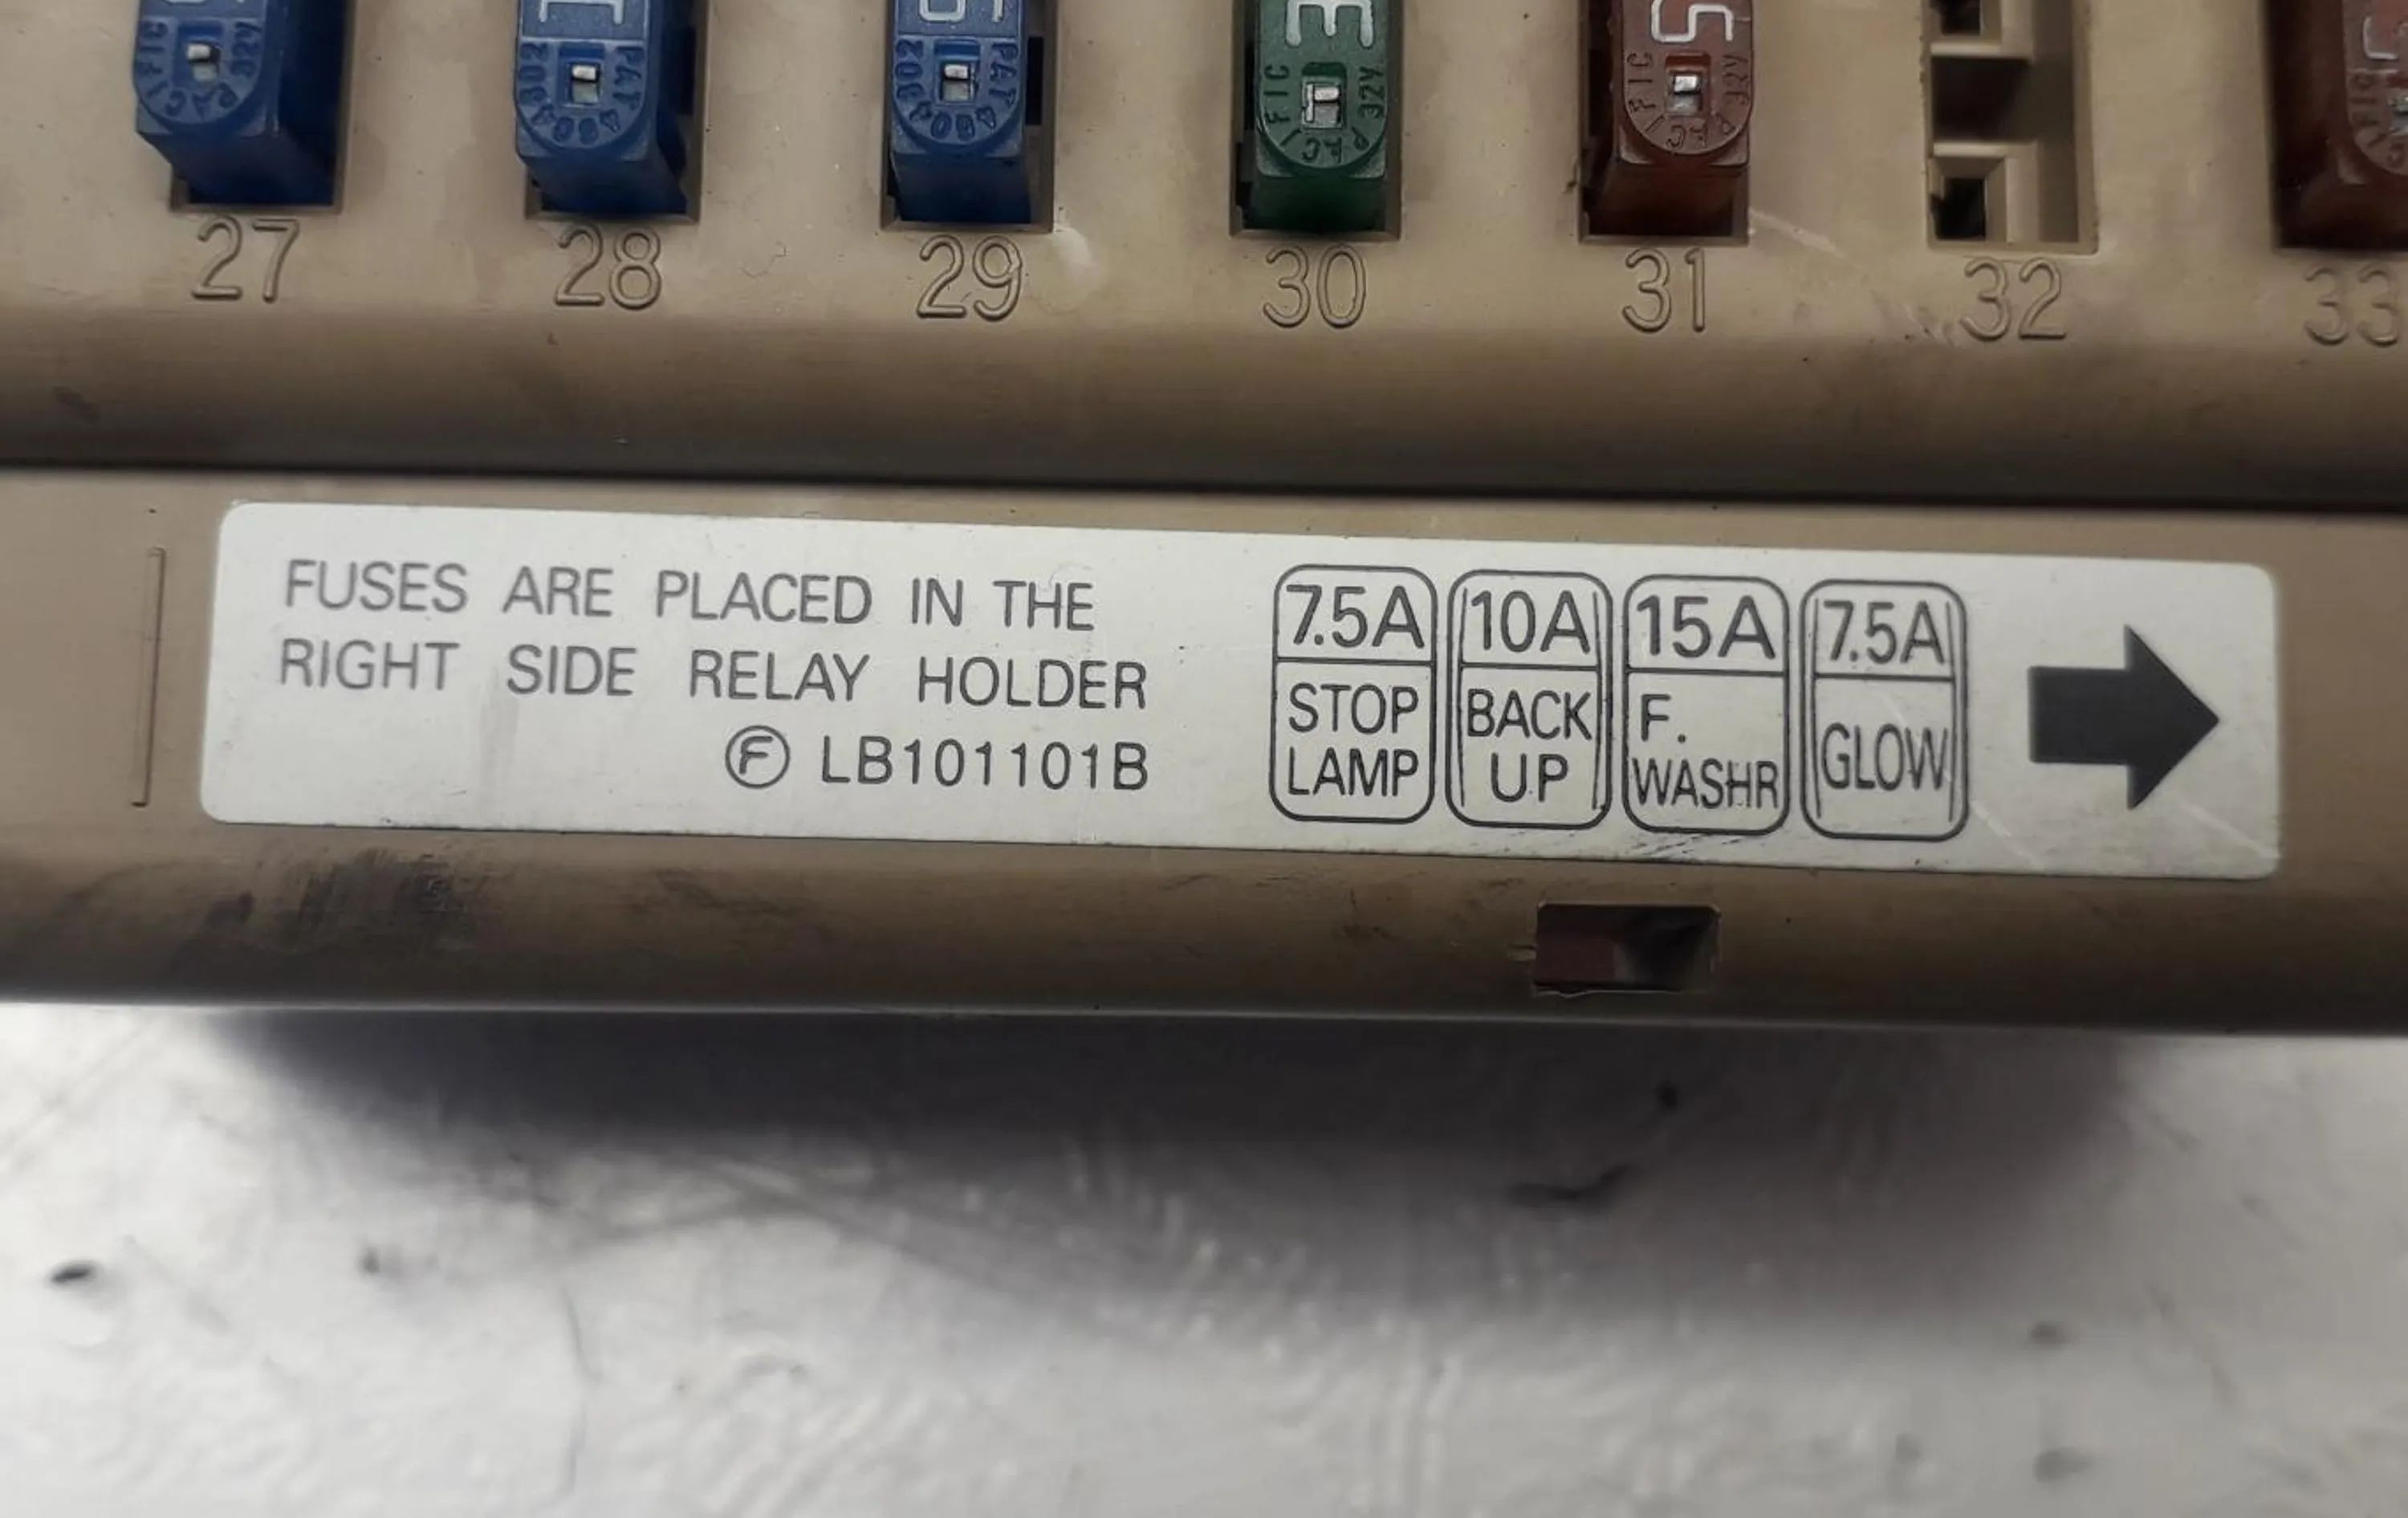 27 28 29 30 31 32 33
FUSES ARE PLACED IN THE
RIGHT SIDE RELAY HOLDER
Ⓕ LB101101B
7.5A
STOP
LAMP
10A
BACK
UP
15A
F.
WASHR
7.5A
GLOW